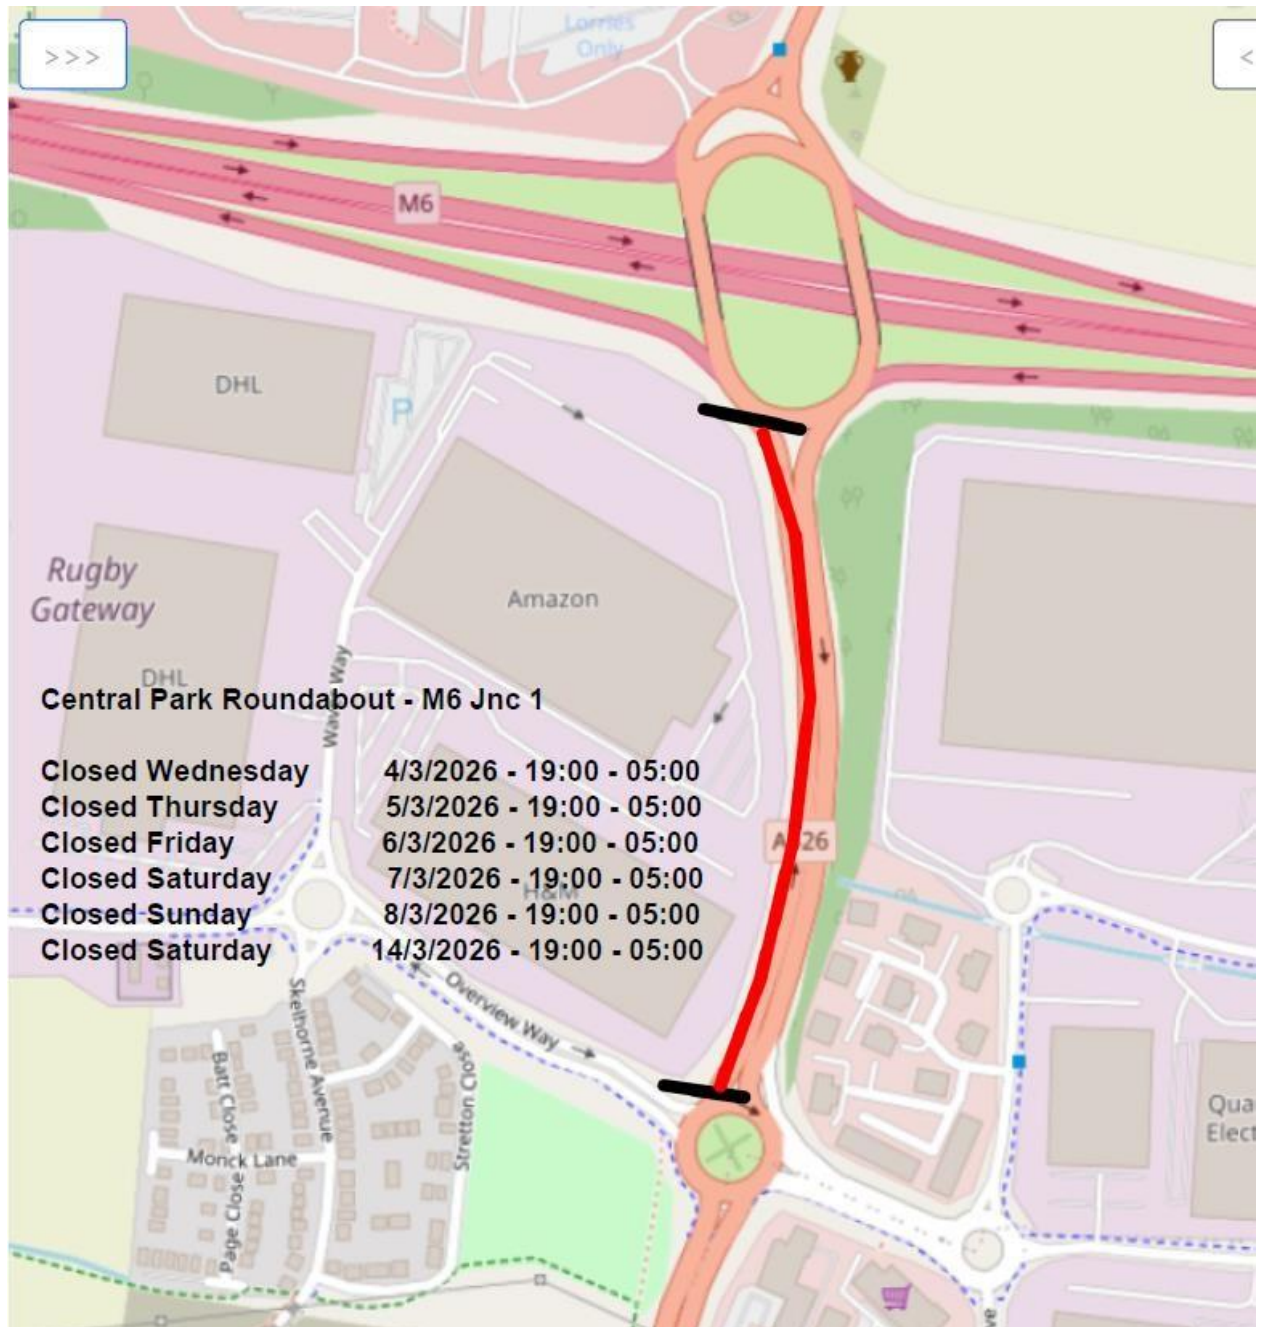 >>>
<
Lorries
Only
M6
DHL
P
Rugby
Gateway
Amazon
DHL
Central Park Roundabout - M6 Jnc 1
Closed Wednesday 4/3/2026 - 19:00 - 05:00
Closed Thursday 5/3/2026 - 19:00 - 05:00
Closed Friday 6/3/2026 - 19:00 - 05:00
Closed Saturday 7/3/2026 - 19:00 - 05:00
Closed Sunday 8/3/2026 - 19:00 - 05:00
Closed Saturday 14/3/2026 - 19:00 - 05:00
H&M
Overview Way
Skelhorne Avenue
Batt Close
Stretton Close
Monck Lane
Page Close
Qua
Elect